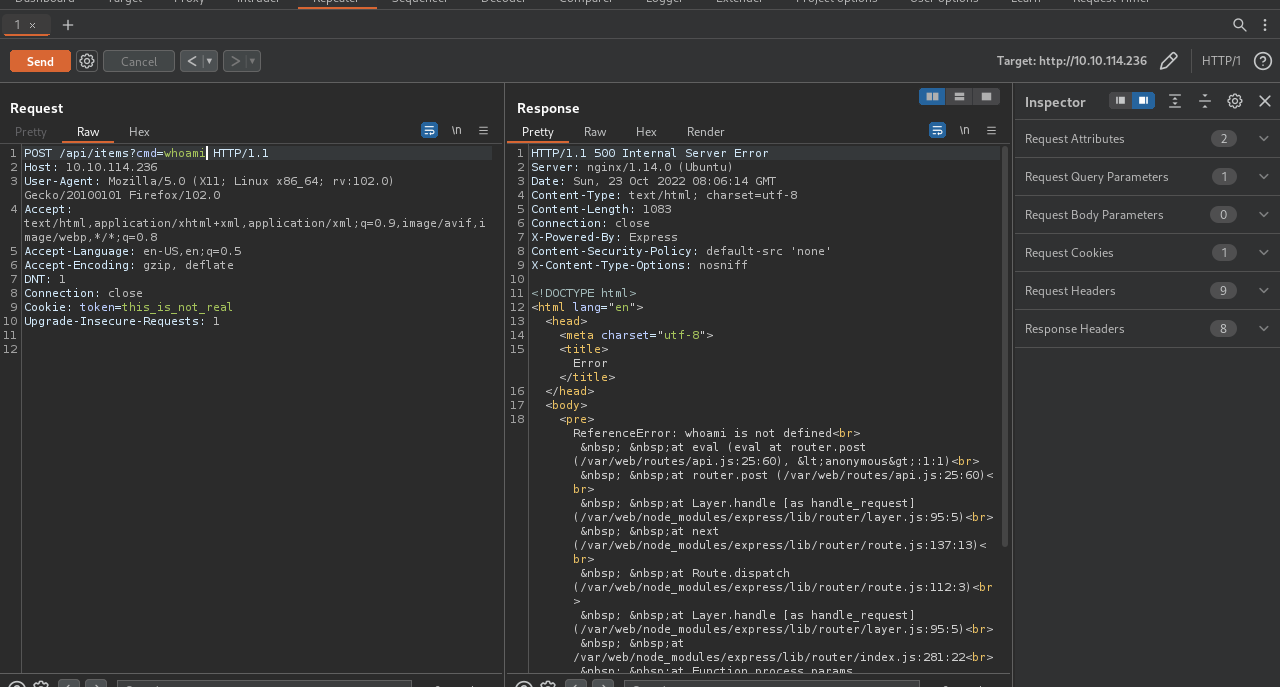 Dashboard Target Proxy Intruder Repeater Sequencer Decoder Comparer Logger Extender Project options User options Learn Request Timer
1 × +
Send Cancel < ▾ > ▾ Target: http://10.10.114.236 HTTP/1 ?
Request
Pretty Raw Hex \n
1 POST /api/items?cmd=whoami HTTP/1.1
2 Host: 10.10.114.236
3 User-Agent: Mozilla/5.0 (X11; Linux x86_64; rv:102.0)
Gecko/20100101 Firefox/102.0
4 Accept:
text/html,application/xhtml+xml,application/xml;q=0.9,image/avif,i
mage/webp,*/*;q=0.8
5 Accept-Language: en-US,en;q=0.5
6 Accept-Encoding: gzip, deflate
7 DNT: 1
8 Connection: close
9 Cookie: token=this_is_not_real
10 Upgrade-Insecure-Requests: 1
11
12
Response
Pretty Raw Hex Render \n
1 HTTP/1.1 500 Internal Server Error
2 Server: nginx/1.14.0 (Ubuntu)
3 Date: Sun, 23 Oct 2022 08:06:14 GMT
4 Content-Type: text/html; charset=utf-8
5 Content-Length: 1083
6 Connection: close
7 X-Powered-By: Express
8 Content-Security-Policy: default-src 'none'
9 X-Content-Type-Options: nosniff
10
11 <!DOCTYPE html>
12 <html lang="en">
13 <head>
14 <meta charset="utf-8">
15 <title>
Error
</title>
16 </head>
17 <body>
18 <pre>
ReferenceError: whoami is not defined<br>
&nbsp; &nbsp;at eval (eval at router.post
(/var/web/routes/api.js:25:60), &lt;anonymous&gt;:1:1)<br>
&nbsp; &nbsp;at router.post (/var/web/routes/api.js:25:60)<
br>
&nbsp; &nbsp;at Layer.handle [as handle_request]
(/var/web/node_modules/express/lib/router/layer.js:95:5)<br>
&nbsp; &nbsp;at next
(/var/web/node_modules/express/lib/router/route.js:137:13)<
br>
&nbsp; &nbsp;at Route.dispatch
(/var/web/node_modules/express/lib/router/route.js:112:3)<br
>
&nbsp; &nbsp;at Layer.handle [as handle_request]
(/var/web/node_modules/express/lib/router/layer.js:95:5)<br>
&nbsp; &nbsp;at
/var/web/node_modules/express/lib/router/index.js:281:22<br>
&nbsp; &nbsp;at Function.process_params
Inspector
Request Attributes 2
Request Query Parameters 1
Request Body Parameters 0
Request Cookies 1
Request Headers 9
Response Headers 8